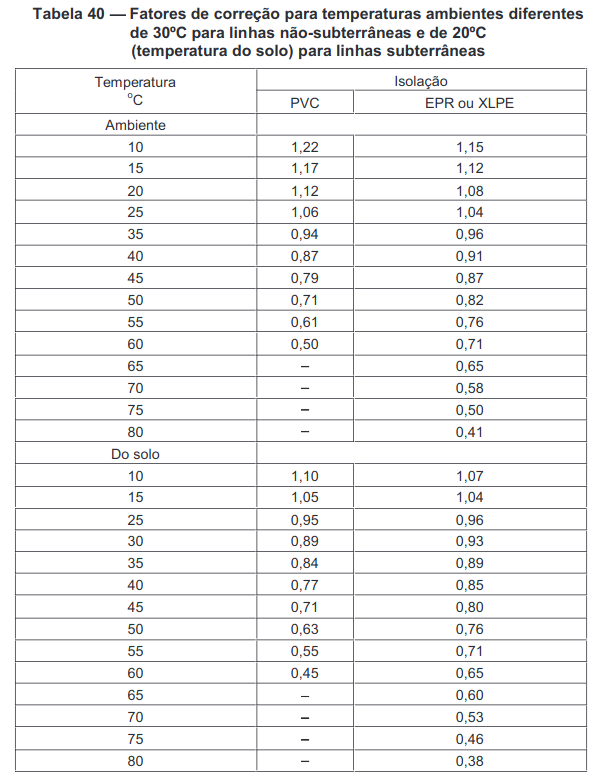 Tabela 40 — Fatores de correção para temperaturas ambientes diferentes
de 30ºC para linhas não-subterrâneas e de 20ºC
(temperatura do solo) para linhas subterrâneas
Temperatura
ºC
Isolação
PVC EPR ou XLPE
Ambiente
10 1,22 1,15
15 1,17 1,12
20 1,12 1,08
25 1,06 1,04
35 0,94 0,96
40 0,87 0,91
45 0,79 0,87
50 0,71 0,82
55 0,61 0,76
60 0,50 0,71
65 – 0,65
70 – 0,58
75 – 0,50
80 – 0,41
Do solo
10 1,10 1,07
15 1,05 1,04
25 0,95 0,96
30 0,89 0,93
35 0,84 0,89
40 0,77 0,85
45 0,71 0,80
50 0,63 0,76
55 0,55 0,71
60 0,45 0,65
65 – 0,60
70 – 0,53
75 – 0,46
80 – 0,38